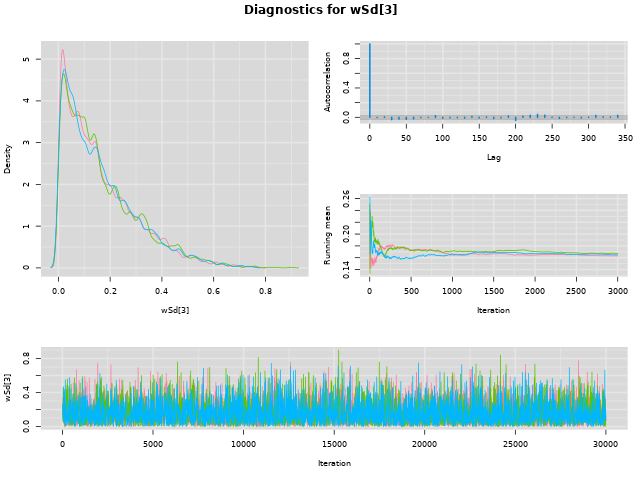 Diagnostics for wSd[3]
Density
0 1 2 3 4 5
0.0 0.2 0.4 0.6 0.8
wSd[3]
Autocorrelation
0.0 0.4 0.8
0 50 100 150 200 250 300 350
Lag
Running mean
0.14 0.20 0.26
0 500 1000 1500 2000 2500 3000
Iteration
wSd[3]
0.0 0.4 0.8
0 5000 10000 15000 20000 25000 30000
Iteration